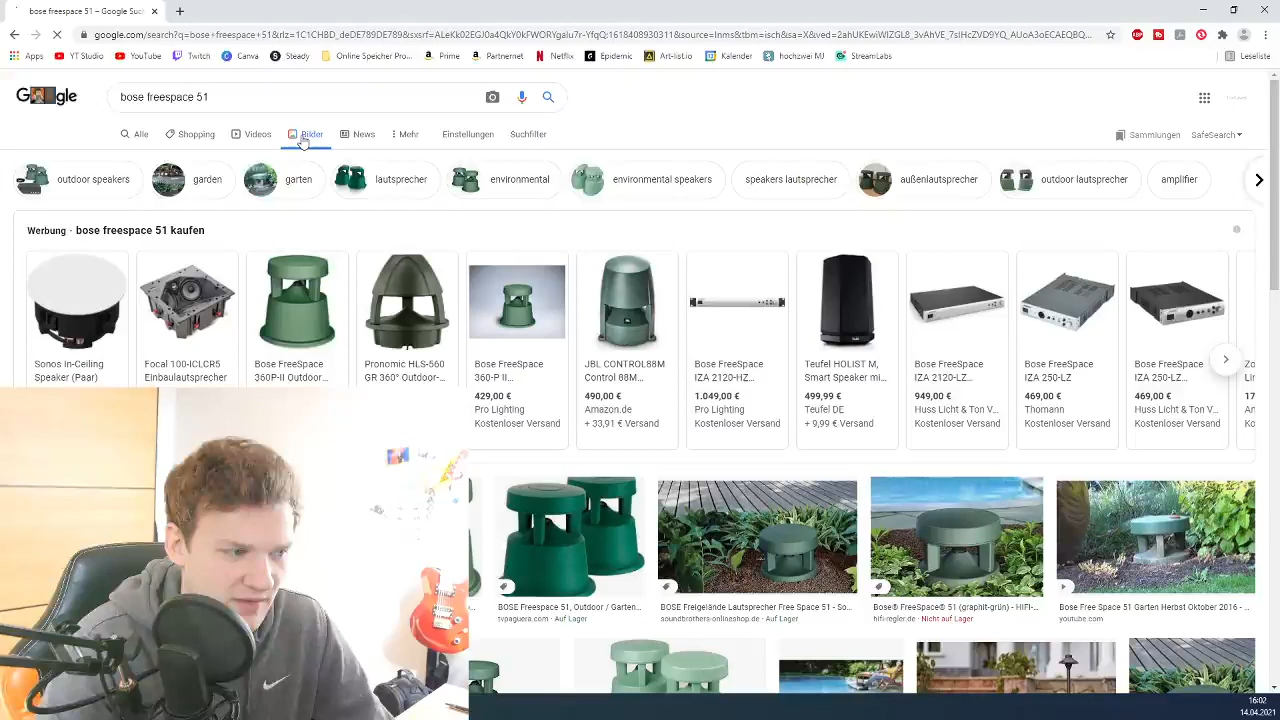 bose freespace 51 – Google Such
google.com/search?q=bose+freespace+51&rlz=1C1CHBD_deDE789DE789&sxsrf=ALeKk02EGJ0a4QkY0kFWORYgalu7r-YfqQ:1618408930311&source=lnms&tbm=isch&sa=X&ved=2ahUKEwiWlZGL8_3vAhVE_7sIHcZVD9YQ_AUoA3oECAEQBQ...
Apps YT Studio YouTube Twitch Canva Steady Online Speicher Pro... Prime Partnernet Netflix Epidemic Art-list.io Kalender hochzwei MJ StreamLabs Leseliste
Google bose freespace 51
Alle Shopping Videos Bilder News Mehr Einstellungen Suchfilter Sammlungen SafeSearch
outdoor speakers garden garten lautsprecher environmental environmental speakers speakers lautsprecher außenlautsprecher outdoor lautsprecher amplifier
Werbung · bose freespace 51 kaufen
Sonos In-Ceiling
Speaker (Paar)
Focal 100-ICLCR5
Einbaulautsprecher
Bose FreeSpace
360P-II Outdoor...
Pronomic HLS-560
GR 360° Outdoor-...
Bose FreeSpace
360-P II...
429,00 €
Pro Lighting
Kostenloser Versand
JBL CONTROL88M
Control 88M...
490,00 €
Amazon.de
+ 33,91 € Versand
Bose FreeSpace
IZA 2120-HZ...
1.049,00 €
Pro Lighting
Kostenloser Versand
Teufel HOLIST M,
Smart Speaker mi...
499,99 €
Teufel DE
+ 9,99 € Versand
Bose FreeSpace
IZA 2120-LZ...
949,00 €
Huss Licht & Ton V...
Kostenloser Versand
Bose FreeSpace
IZA 250-LZ
469,00 €
Thomann
Kostenloser Versand
Bose FreeSpace
IZA 250-LZ...
469,00 €
Huss Licht & Ton V...
Kostenloser Versand
BOSE Freespace 51, Outdoor / Garten...
tvpaguera.com · Auf Lager
BOSE Freigelände Lautsprecher Free Space 51 - So...
soundbrothers-onlineshop.de · Auf Lager
Bose® FreeSpace® 51 (graphit-grün) - HIFI-...
hifi-regler.de · Nicht auf Lager
Bose Free Space 51 Garten Herbst Oktober 2016 - ...
youtube.com
16:02
14.04.2021